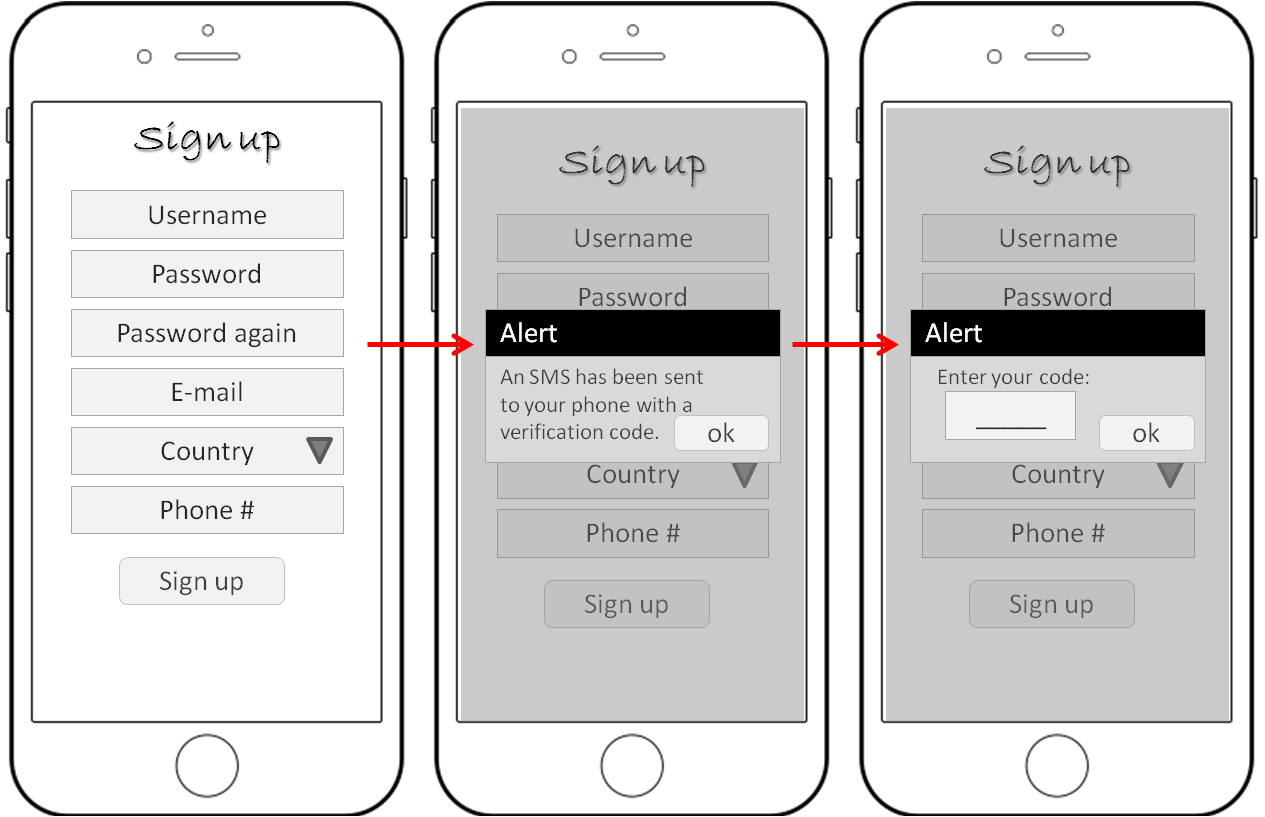 Sign up
Username
Password
Password again
E-mail
Country
Phone #
Sign up
Sign up
Username
Password
Alert
An SMS has been sent
to your phone with a
verification code.
ok
Country
Phone #
Sign up
Sign up
Username
Password
Alert
Enter your code:
_____
ok
Country
Phone #
Sign up